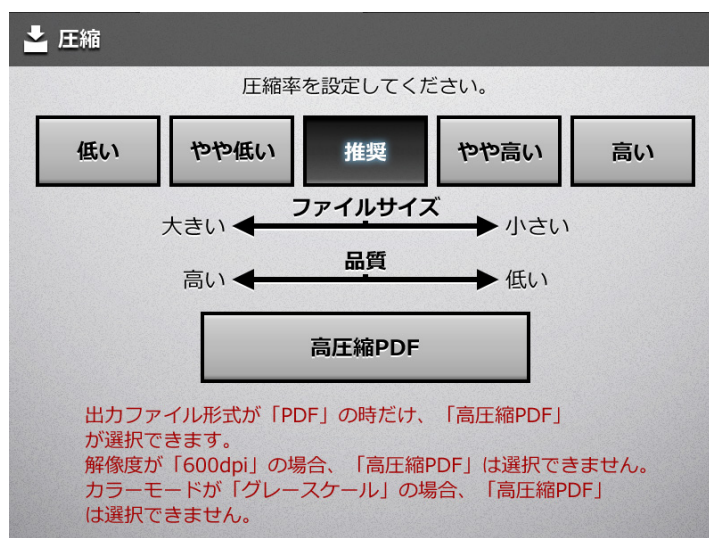 圧縮
圧縮率を設定してください。
低い やや低い 推奨 やや高い 高い
ファイルサイズ
大きい 小さい
品質
高い 低い
高圧縮PDF
出力ファイル形式が「PDF」の時だけ、「高圧縮PDF」
が選択できます。
解像度が「600dpi」の場合、「高圧縮PDF」は選択できません。
カラーモードが「グレースケール」の場合、「高圧縮PDF」
は選択できません。